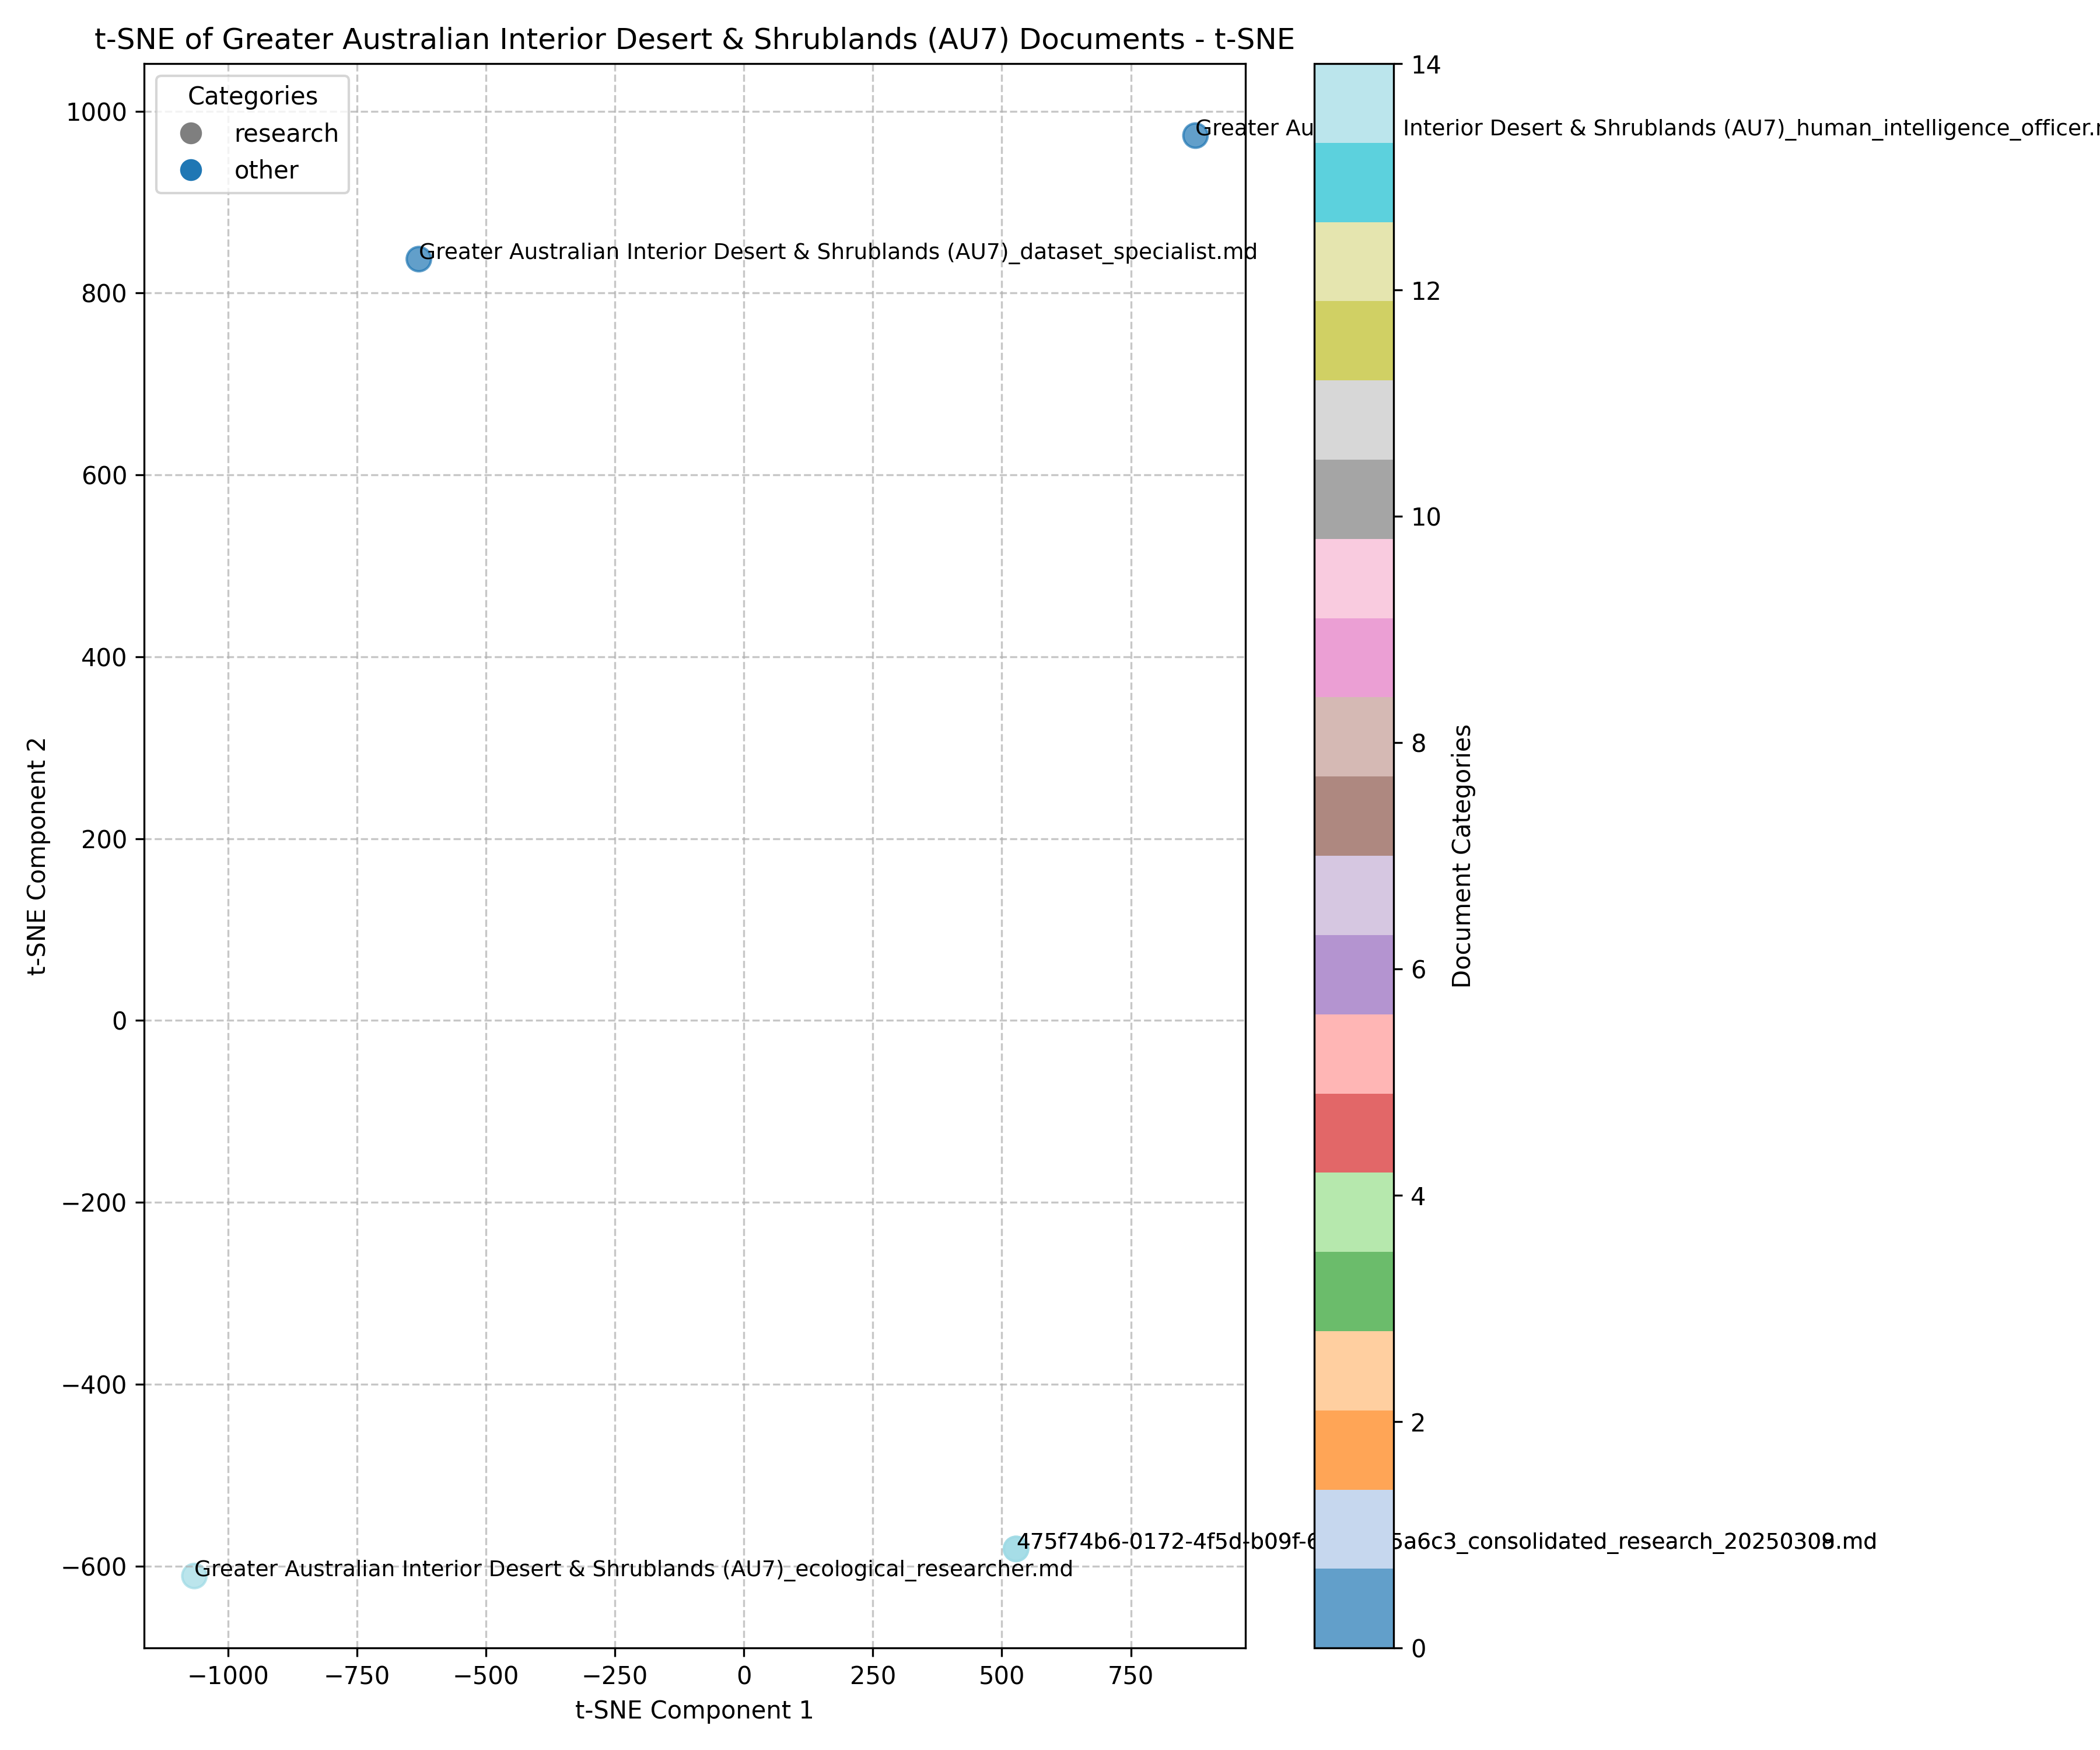 t-SNE of Greater Australian Interior Desert & Shrublands (AU7) Documents - t-SNE
Categories
research
other
Greater Au Interior Desert & Shrublands (AU7)_human_intelligence_officer.
Greater Australian Interior Desert & Shrublands (AU7)_dataset_specialist.md
475f74b6-0172-4f5d-b09f- 5a6c3_consolidated_research_2025030 .md
Greater Australian Interior Desert & Shrublands (AU7)_ecological_researcher.md
1000
800
600
400
200
0
−200
−400
−600
t-SNE Component 2
−1000
−750
−500
−250
0
250
500
750
t-SNE Component 1
14
12
10
8
6
4
2
0
Document Categories